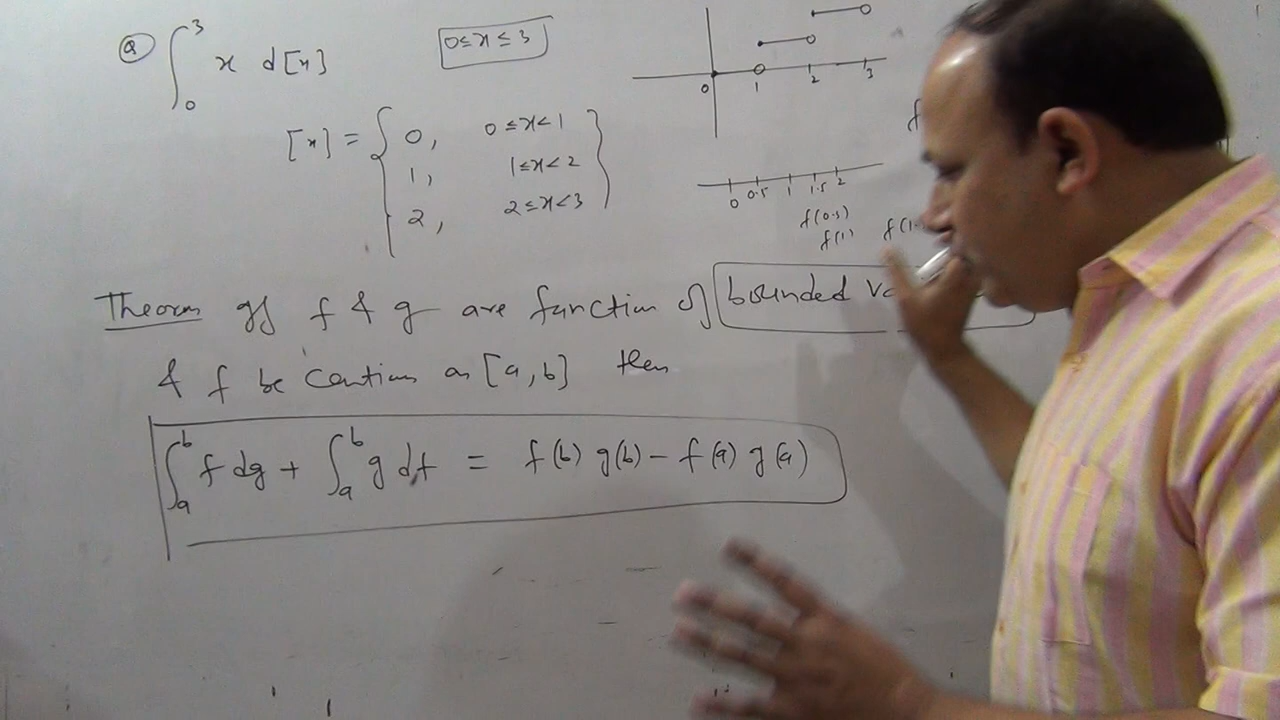 Q ∫₀³ x d[x]
0≤x≤3
[x] = { 0, 0≤x<1
1, 1≤x<2
2, 2≤x<3 }
0 1 2 3
0 0.5 1 1.5 2
f(0.5)
f(1) f(1.
Theorem If f & g are function of bounded
& f be on [a,b] then
∫ₐᵇ f dg + ∫ₐᵇ g df = f(b) g(b) − f(a) g(a)